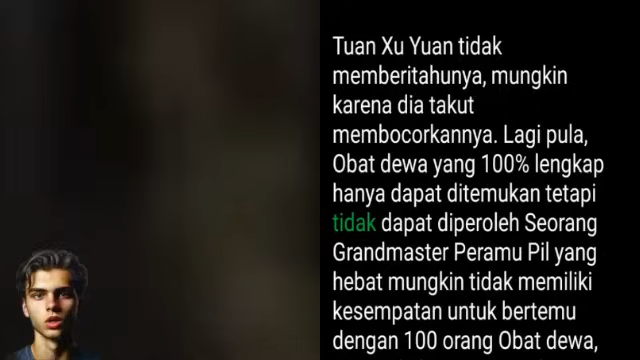 Tuan Xu Yuan tidak
memberitahunya, mungkin
karena dia takut
membocorkannya. Lagi pula,
Obat dewa yang 100% lengkap
hanya dapat ditemukan tetapi
tidak dapat diperoleh Seorang
Grandmaster Peramu Pil yang
hebat mungkin tidak memiliki
kesempatan untuk bertemu
dengan 100 orang Obat dewa,